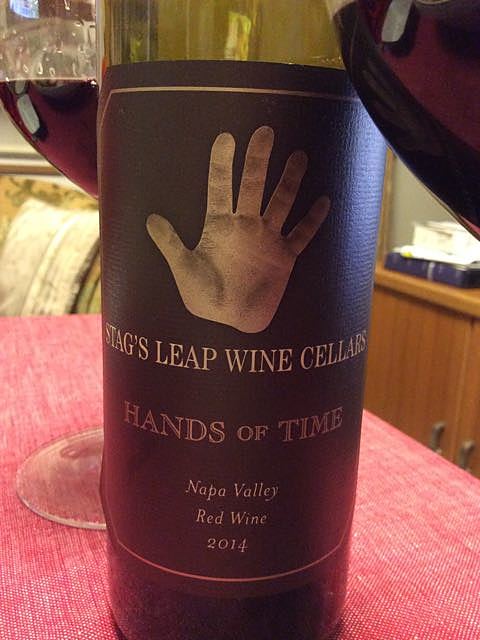 STAG'S LEAP WINE CELLARS
HANDS OF TIME
Napa Valley
Red Wine
2014